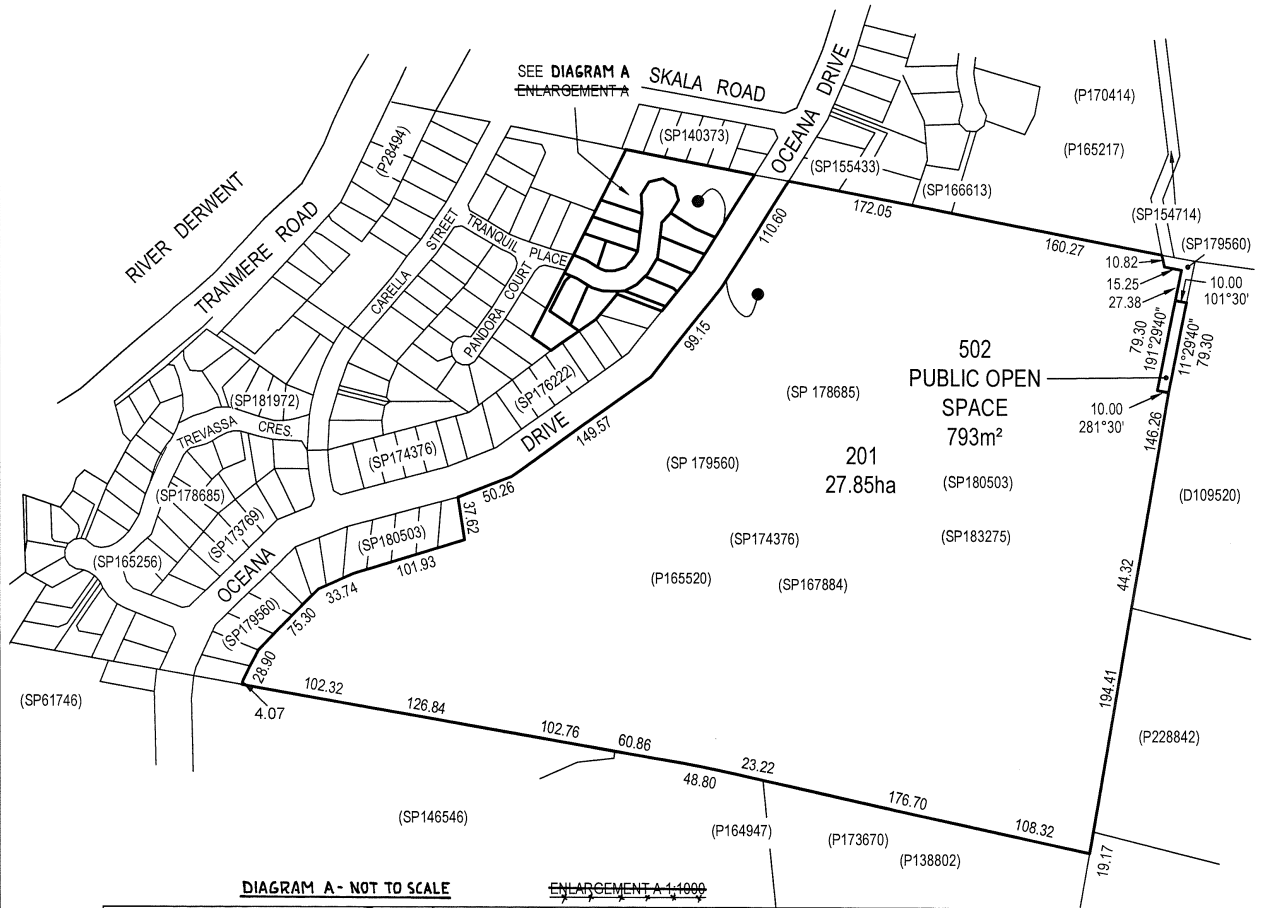 SEE DIAGRAM A
ENLARGEMENT A
SKALA ROAD
OCEANA DRIVE
(P170414)
(SP140373)
(P28494)
(P165217)
(SP155433)
(SP166613)
(SP154714)
RIVER DERWENT
TRANMERE ROAD
CARELLA STREET
TRANQUIL PLACE
PANDORA COURT
110.60
172.05
160.27
(SP179560)
10.82
15.25
27.38
10.00
101°30'
79.30
191°29'40"
11°29'40"
79.30
99.15
502
PUBLIC OPEN
SPACE
793m²
10.00
281°30'
146.26
(SP176222)
(SP 178685)
(SP181972)
TREVASSA CRES.
DRIVE
149.57
(SP174376)
(SP 179560)
201
27.85ha
(SP180503)
(D109520)
(SP178685)
50.26
37.62
(SP173769)
(SP180503)
(SP174376)
(SP183275)
(SP165256)
OCEANA
101.93
33.74
(P165520)
(SP167884)
44.32
(SP179560)
75.30
28.90
4.07
(SP61746)
102.32
126.84
102.76
60.86
48.80
23.22
176.70
108.32
194.41
(P228842)
19.17
(SP146546)
(P164947)
(P173670)
(P138802)
DIAGRAM A - NOT TO SCALE
ENLARGEMENT A 1:1000